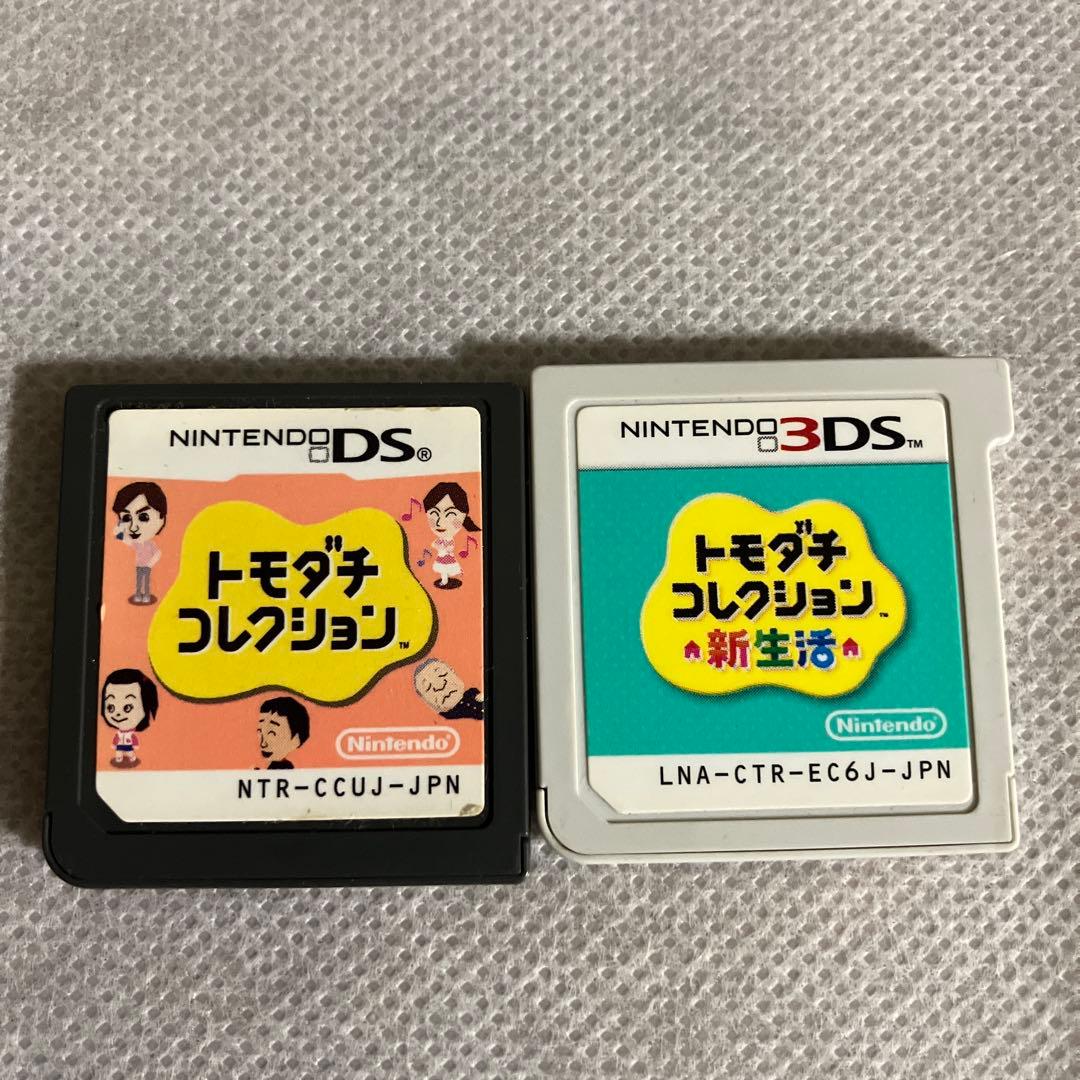 NINTENDO DS®
トモダチ
コレクション™
Nintendo
NTR-CCUJ-JPN
NINTENDO 3DS™
トモダチ
コレクション™
新生活
Nintendo
LNA-CTR-EC6J-JPN